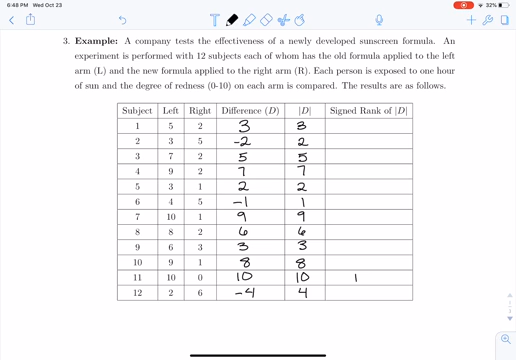 6:48 PM Wed Oct 23
32%
3. Example: A company tests the effectiveness of a newly developed sunscreen formula. An
experiment is performed with 12 subjects each of whom has the old formula applied to the left
arm (L) and the new formula applied to the right arm (R). Each person is exposed to one hour
of sun and the degree of redness (0-10) on each arm is compared. The results are as follows.
Subject Left Right Difference (D) |D| Signed Rank of |D|
1 5 2 3 3
2 3 5 -2 2
3 7 2 5 5
4 9 2 7 7
5 3 1 2 2
6 4 5 -1 1
7 10 1 9 9
8 8 2 6 6
9 6 3 3 3
10 9 1 8 8
11 10 0 10 10 1
12 2 6 -4 4